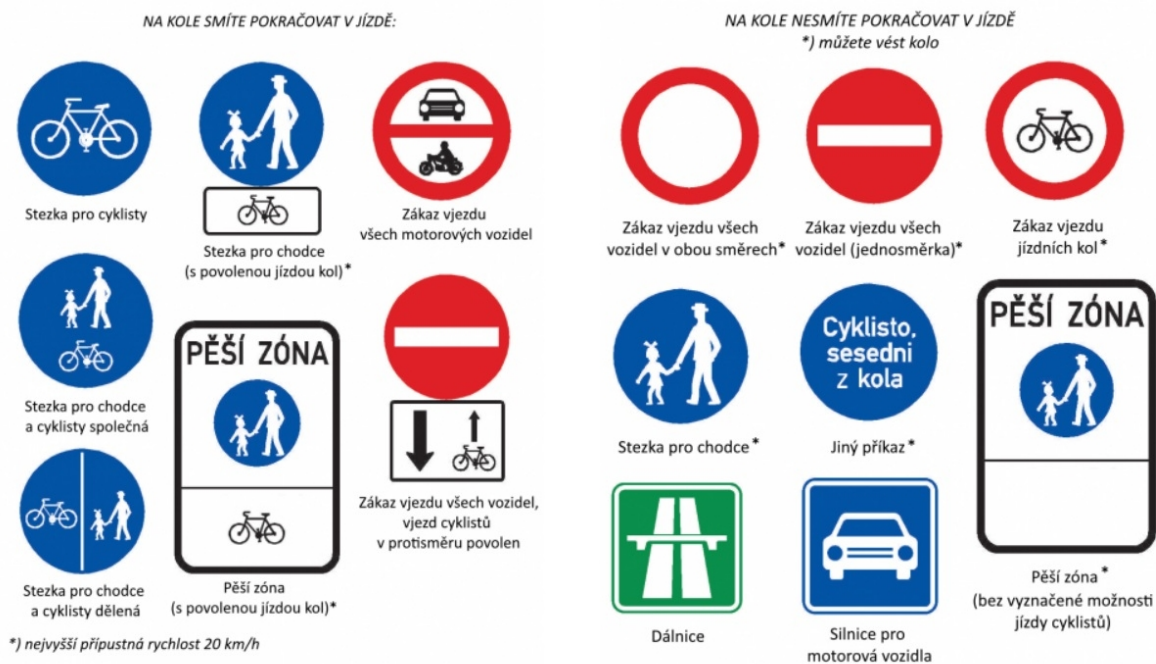 NA KOLE SMÍTE POKRAČOVAT V JÍZDĚ:
Stezka pro cyklisty
Stezka pro chodce
(s povolenou jízdou kol)*
Zákaz vjezdu
všech motorových vozidel
Stezka pro chodce
a cyklisty společná
PĚŠÍ ZÓNA
Zákaz vjezdu všech vozidel,
vjezd cyklistů
v protisměru povolen
Stezka pro chodce
a cyklisty dělená
Pěší zóna
(s povolenou jízdou kol)*
*) nejvyšší přípustná rychlost 20 km/h
NA KOLE NESMÍTE POKRAČOVAT V JÍZDĚ
*) můžete vést kolo
Zákaz vjezdu všech
vozidel v obou směrech*
Zákaz vjezdu všech
vozidel (jednosměrka)*
Zákaz vjezdu
jízdních kol*
Stezka pro chodce*
Cyklisto,
sesedni
z kola
Jiný příkaz*
PĚŠÍ ZÓNA
Pěší zóna*
(bez vyznačené možnosti
jízdy cyklistů)
Dálnice
Silnice pro
motorová vozidla